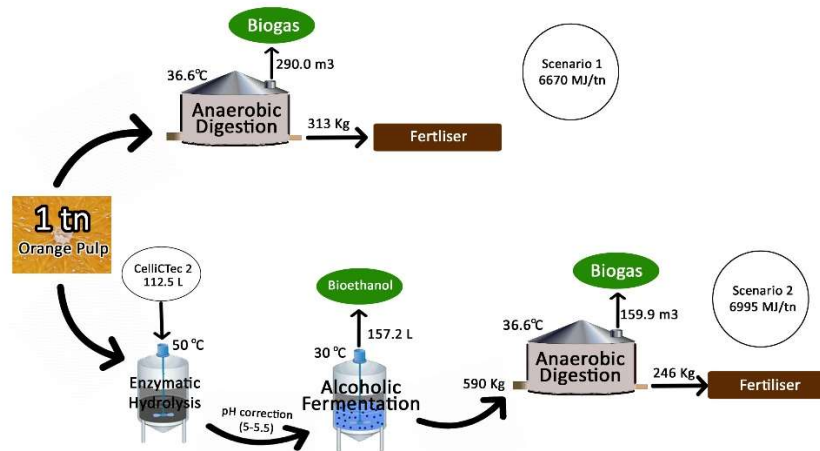 Biogas
36.6°C
290.0 m3
Anaerobic
Digestion
313 Kg
Fertliser
Scenario 1
6670 MJ/tn
1 tn
Orange Pulp
CelliCTec 2
112.5 L
50 °C
Enzymatic
Hydrolysis
pH correction
(5-5.5)
Bioethanol
157.2 L
30 °C
Alcoholic
Fermentation
590 Kg
Biogas
36.6°C
159.9 m3
Anaerobic
Digestion
246 Kg
Fertiliser
Scenario 2
6995 MJ/tn